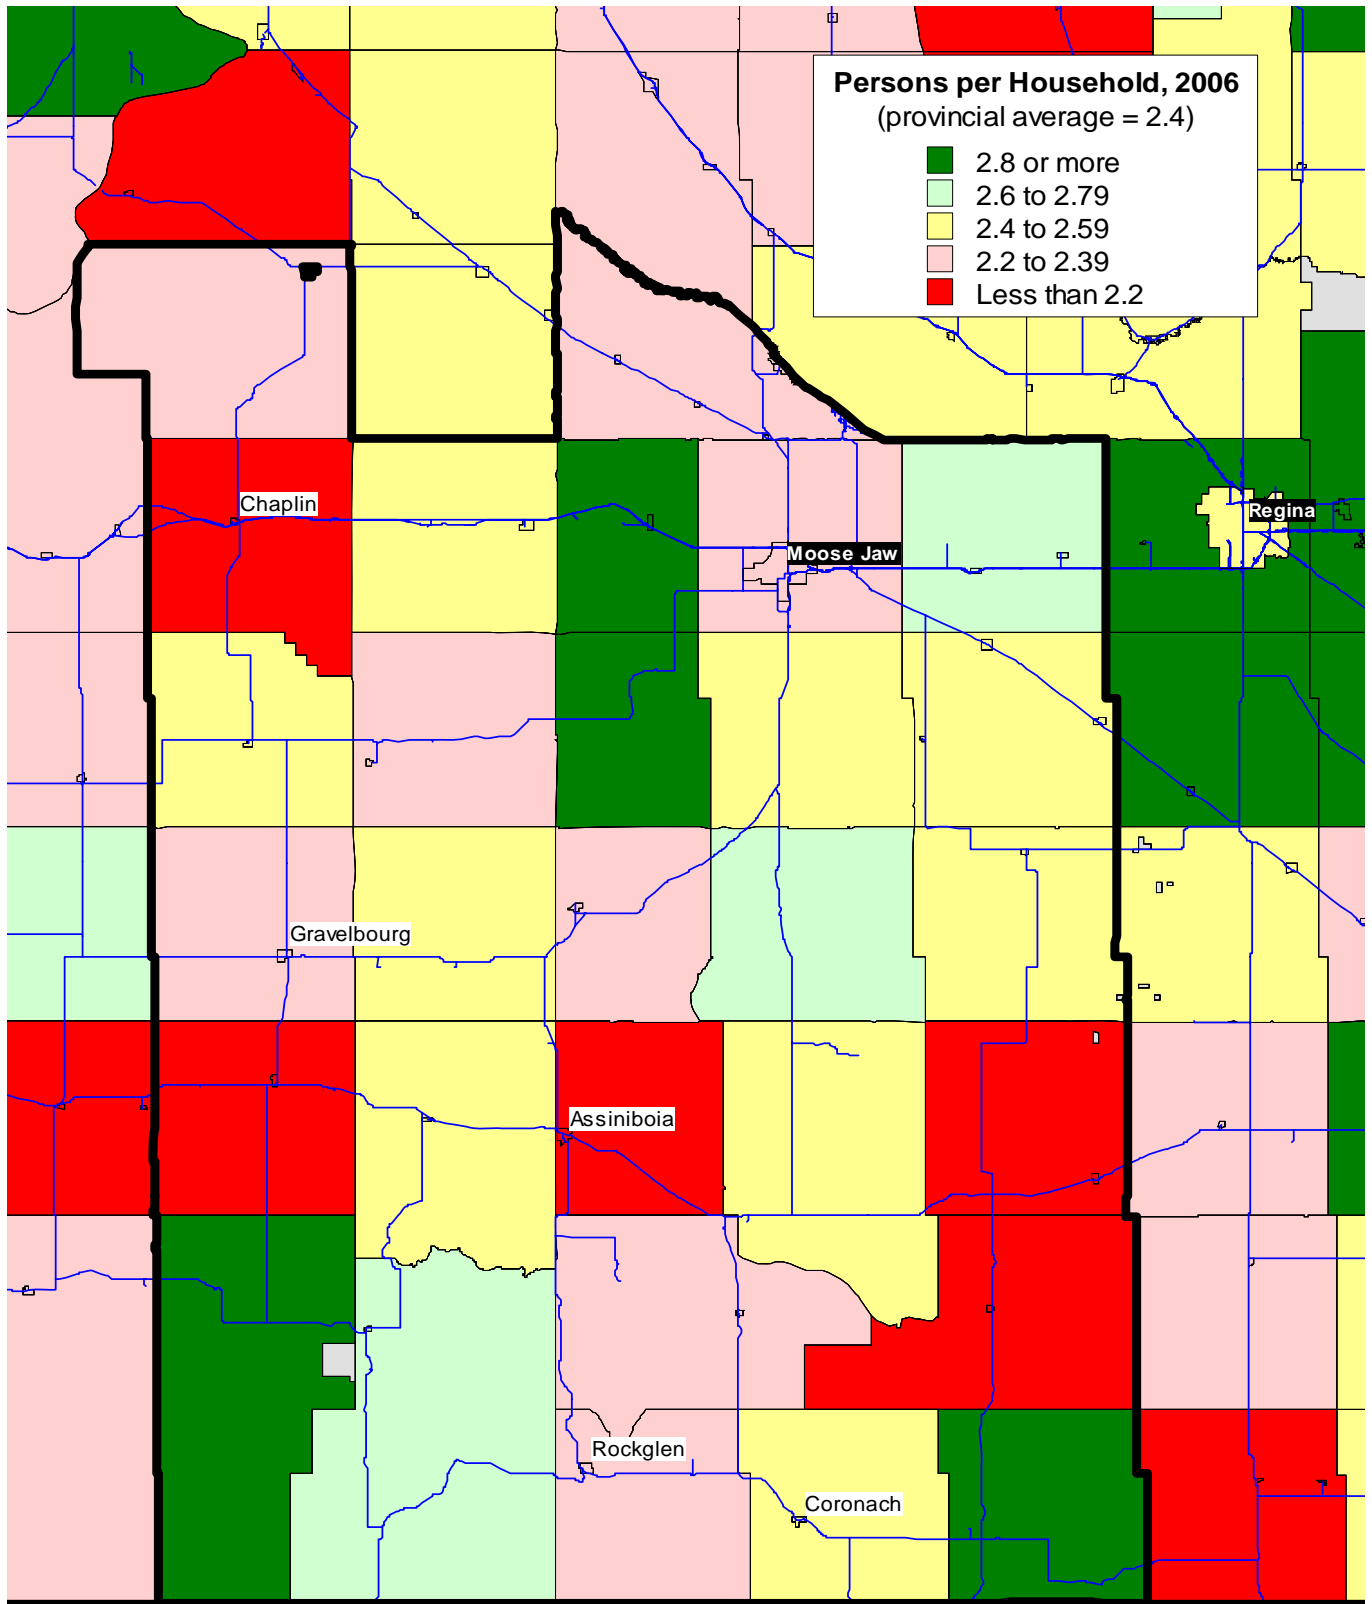 Persons per Household, 2006
(provincial average = 2.4)
2.8 or more
2.6 to 2.79
2.4 to 2.59
2.2 to 2.39
Less than 2.2
Chaplin
Regina
Moose Jaw
Gravelbourg
Assiniboia
Rockglen
Coronach